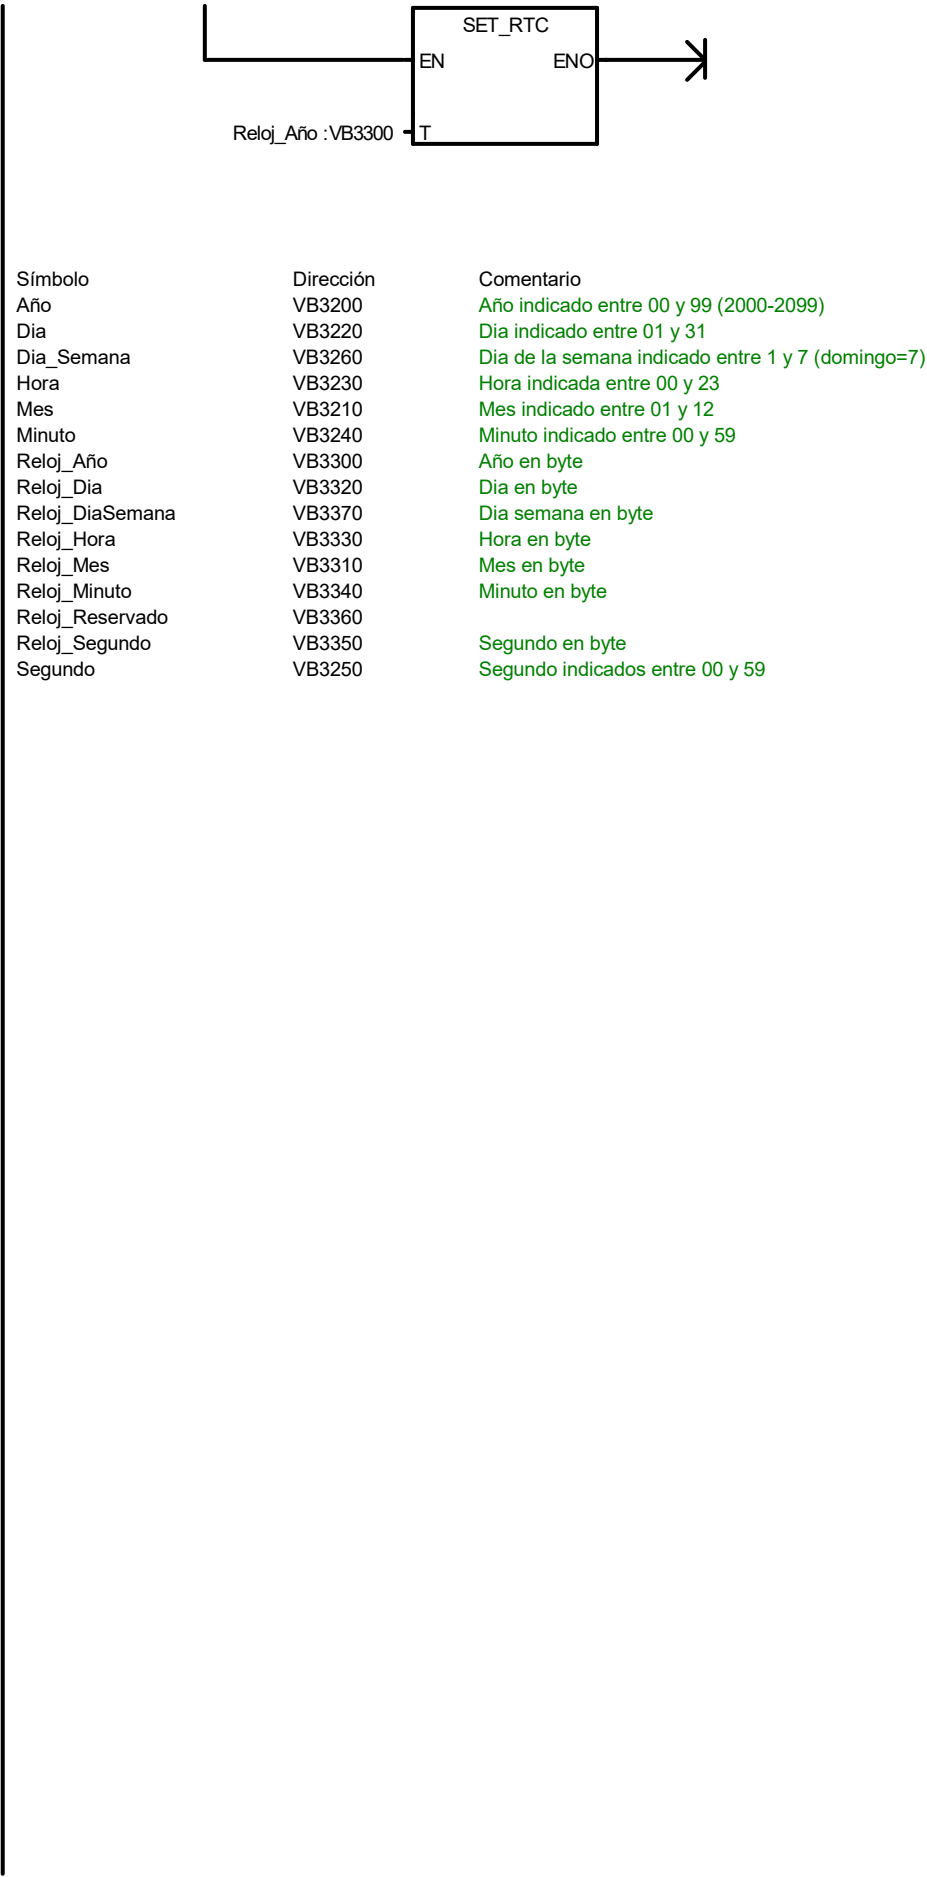 SET_RTC
EN ENO
Reloj_Año :VB3300 T
Símbolo Dirección Comentario
Año VB3200 Año indicado entre 00 y 99 (2000-2099)
Dia VB3220 Dia indicado entre 01 y 31
Dia_Semana VB3260 Dia de la semana indicado entre 1 y 7 (domingo=7)
Hora VB3230 Hora indicada entre 00 y 23
Mes VB3210 Mes indicado entre 01 y 12
Minuto VB3240 Minuto indicado entre 00 y 59
Reloj_Año VB3300 Año en byte
Reloj_Dia VB3320 Dia en byte
Reloj_DiaSemana VB3370 Dia semana en byte
Reloj_Hora VB3330 Hora en byte
Reloj_Mes VB3310 Mes en byte
Reloj_Minuto VB3340 Minuto en byte
Reloj_Reservado VB3360
Reloj_Segundo VB3350 Segundo en byte
Segundo VB3250 Segundo indicados entre 00 y 59